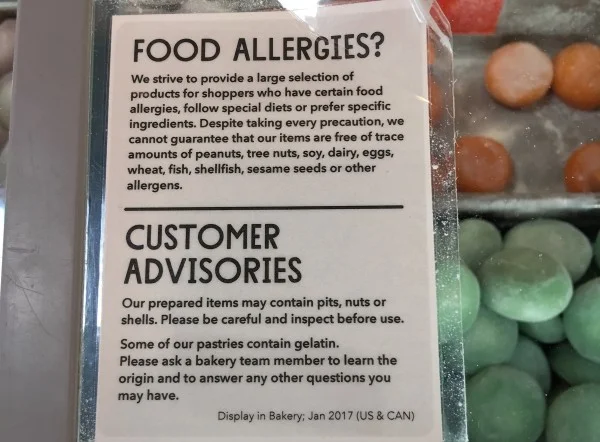 FOOD ALLERGIES?
We strive to provide a large selection of
products for shoppers who have certain food
allergies, follow special diets or prefer specific
ingredients. Despite taking every precaution, we
cannot guarantee that our items are free of trace
amounts of peanuts, tree nuts, soy, dairy, eggs,
wheat, fish, shellfish, sesame seeds or other
allergens.
CUSTOMER
ADVISORIES
Our prepared items may contain pits, nuts or
shells. Please be careful and inspect before use.
Some of our pastries contain gelatin.
Please ask a bakery team member to learn the
origin and to answer any other questions you
may have.
Display in Bakery; Jan 2017 (US & CAN)